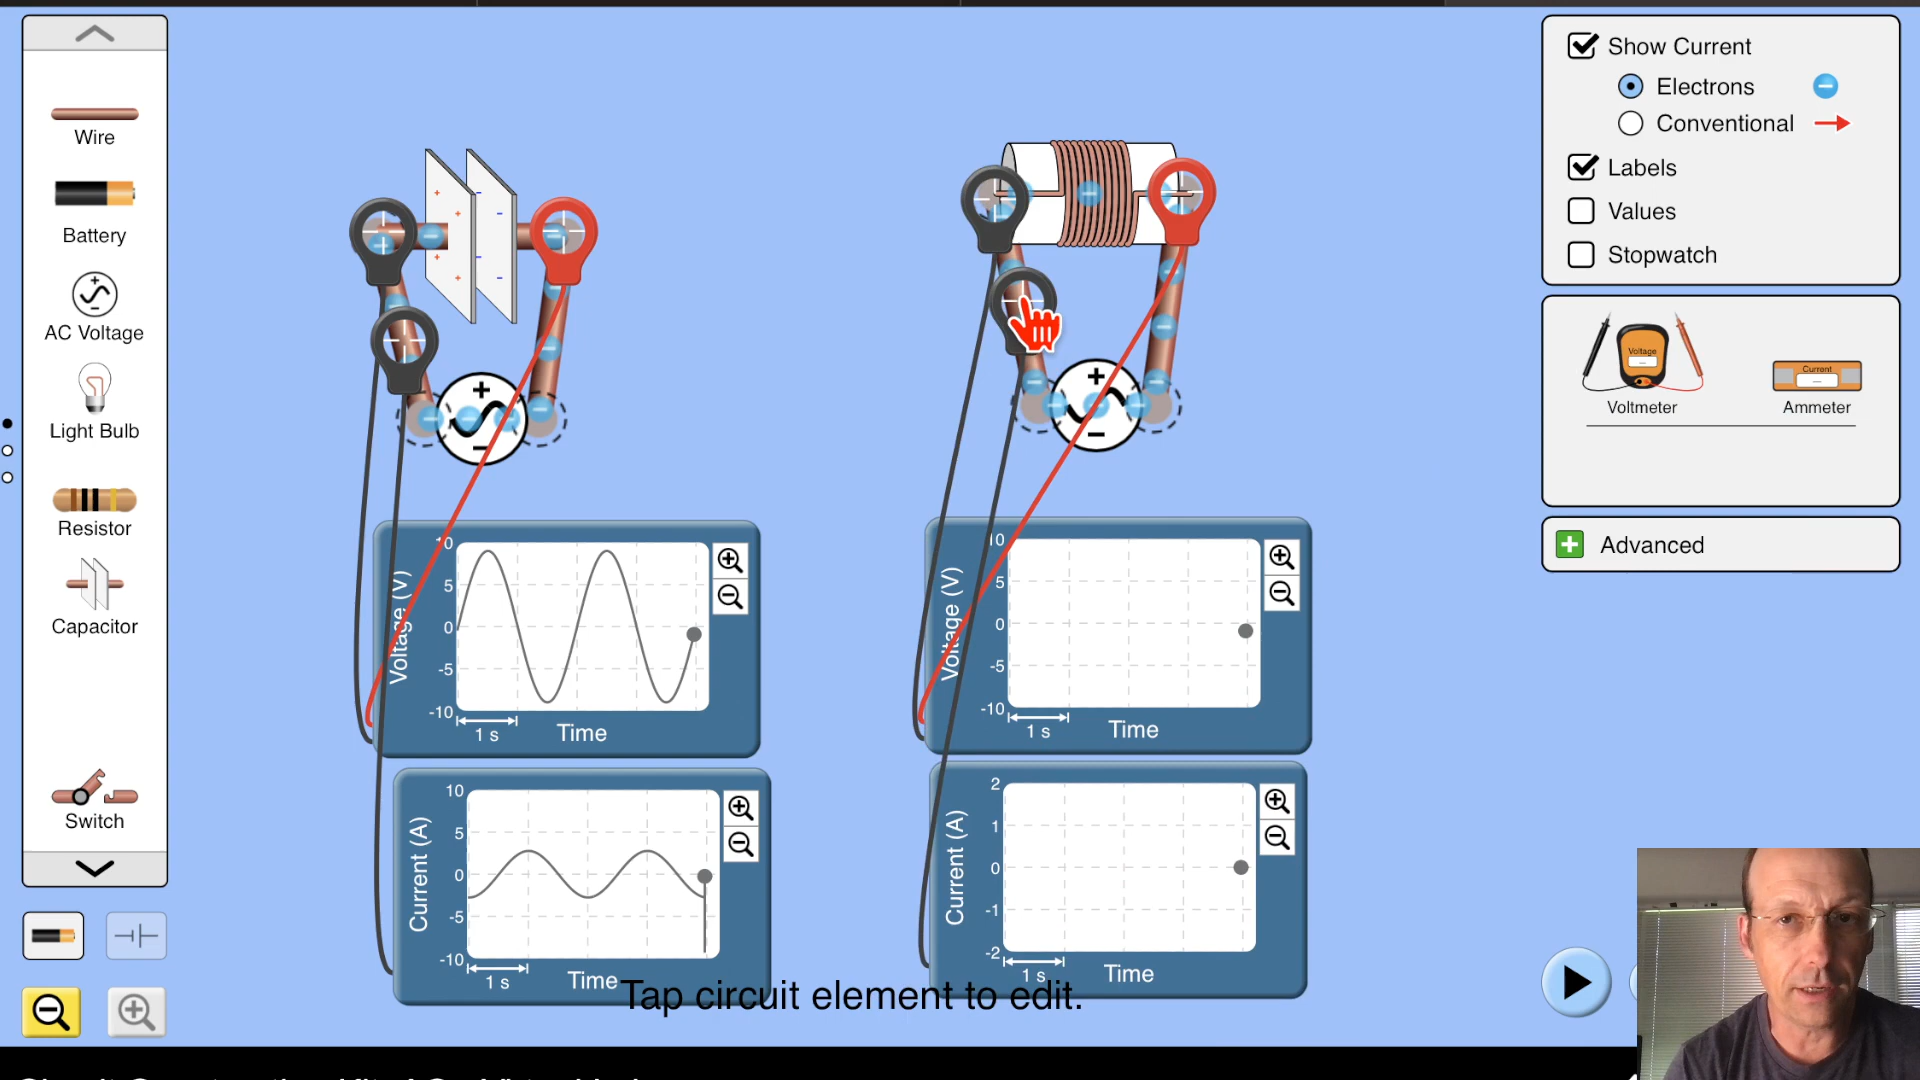 Wire
Battery
AC Voltage
Light Bulb
Resistor
Capacitor
Switch
Show Current
Electrons
Conventional
Labels
Values
Stopwatch
Voltage
Current
Voltmeter
Ammeter
Advanced
10
5
0
-5
-10
Voltage (V)
1 s
Time
10
5
0
-5
-10
Voltage (V)
1 s
Time
10
5
0
-5
-10
Current (A)
1 s
Time
2
1
0
-1
-2
Current (A)
1 s
Time
Tap circuit element to edit.